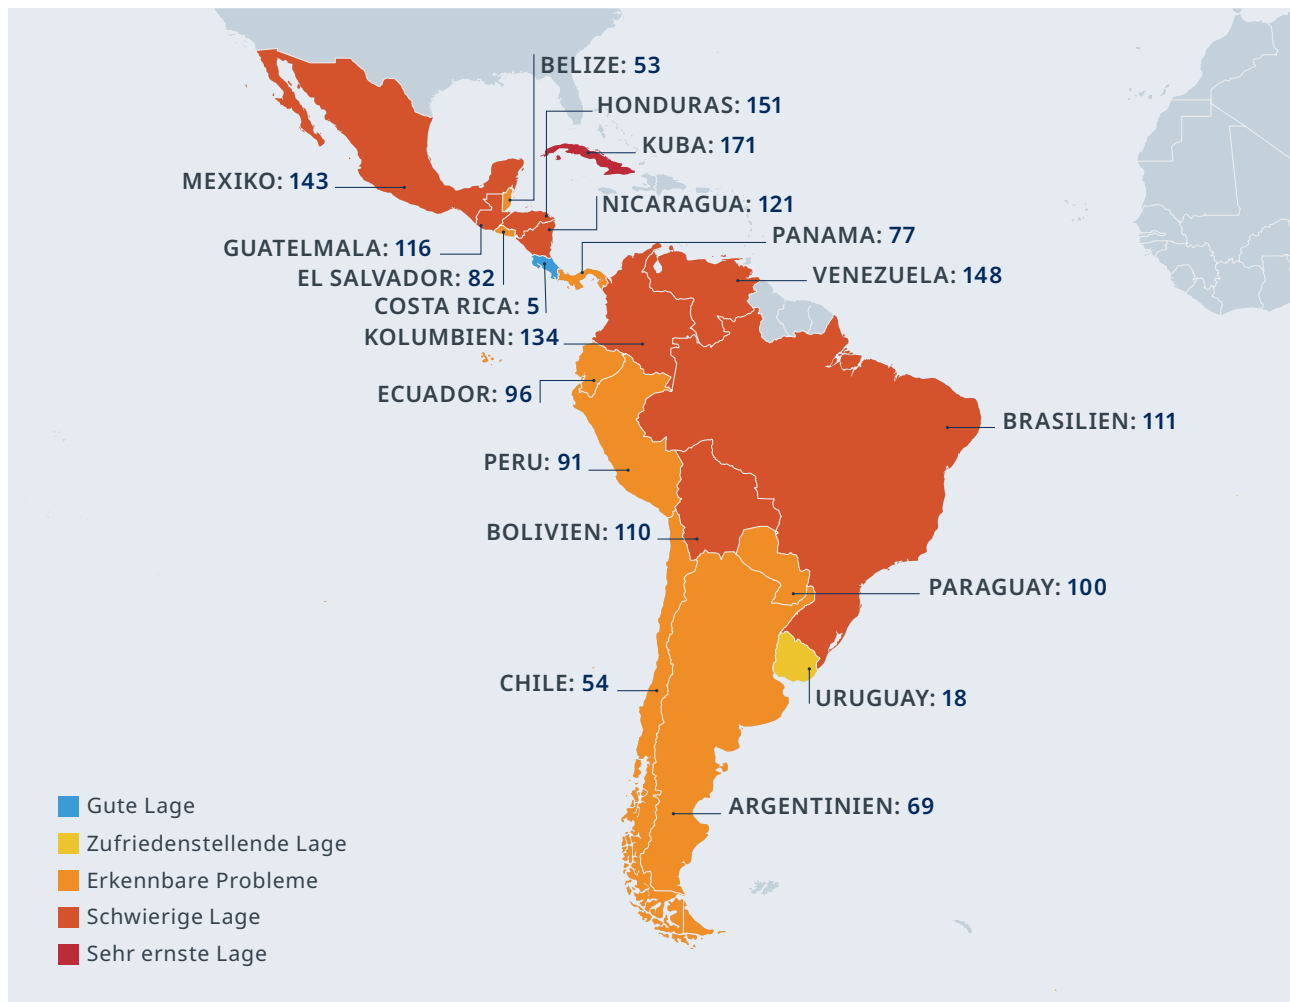 BELIZE: 53
HONDURAS: 151
KUBA: 171
MEXIKO: 143
NICARAGUA: 121
PANAMA: 77
GUATELMALA: 116
VENEZUELA: 148
EL SALVADOR: 82
COSTA RICA: 5
KOLUMBIEN: 134
ECUADOR: 96
BRASILIEN: 111
PERU: 91
BOLIVIEN: 110
PARAGUAY: 100
CHILE: 54
URUGUAY: 18
ARGENTINIEN: 69
Gute Lage
Zufriedenstellende Lage
Erkennbare Probleme
Schwierige Lage
Sehr ernste Lage